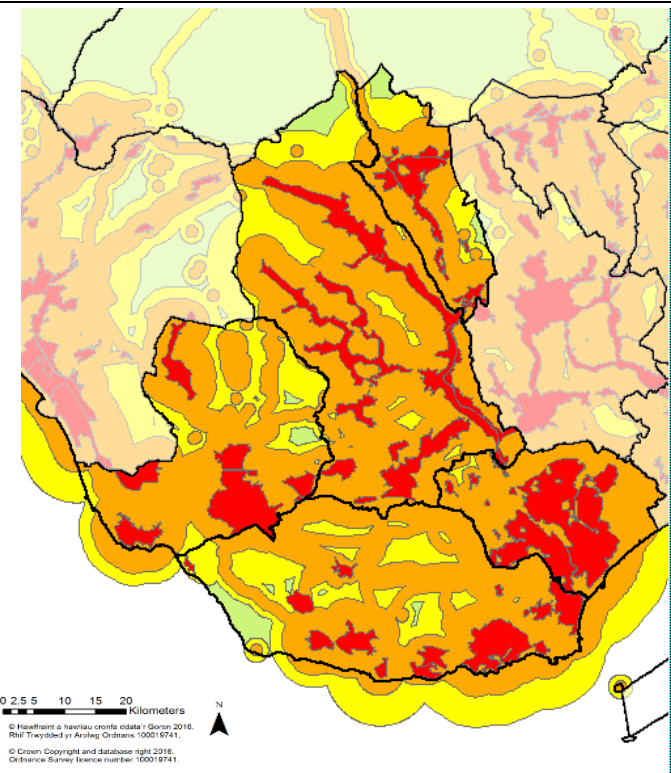 0 2.5 5 10 15 20
Kilometers
N
© Hawlfraint a hawliau cronfa ddata'r Goron 2016.
Rhif Trwydded yr Arolwg Ordnans 100019741.
© Crown Copyright and database right 2016.
Ordnance Survey licence number 100019741.